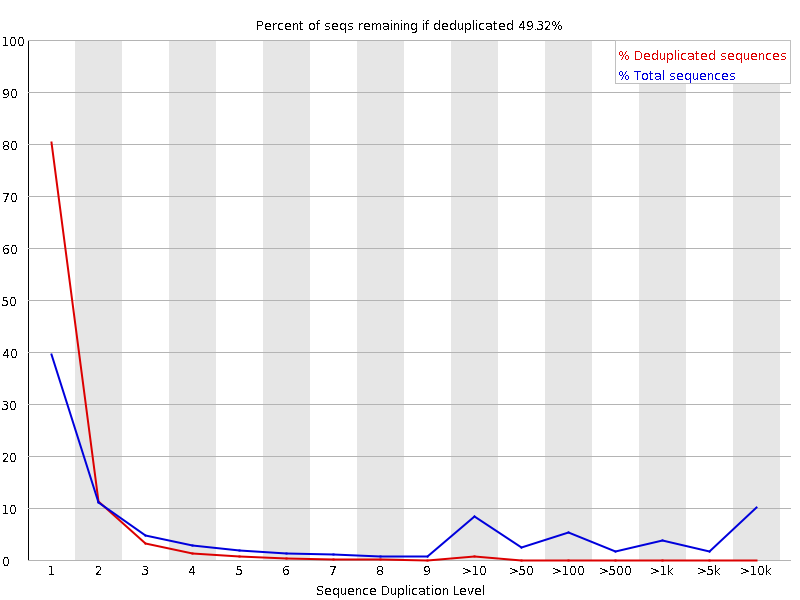 Percent of seqs remaining if deduplicated 49.32%
% Deduplicated sequences
% Total sequences
100
90
80
70
60
50
40
30
20
10
0
1 2 3 4 5 6 7 8 9 >10 >50 >100 >500 >1k >5k >10k
Sequence Duplication Level